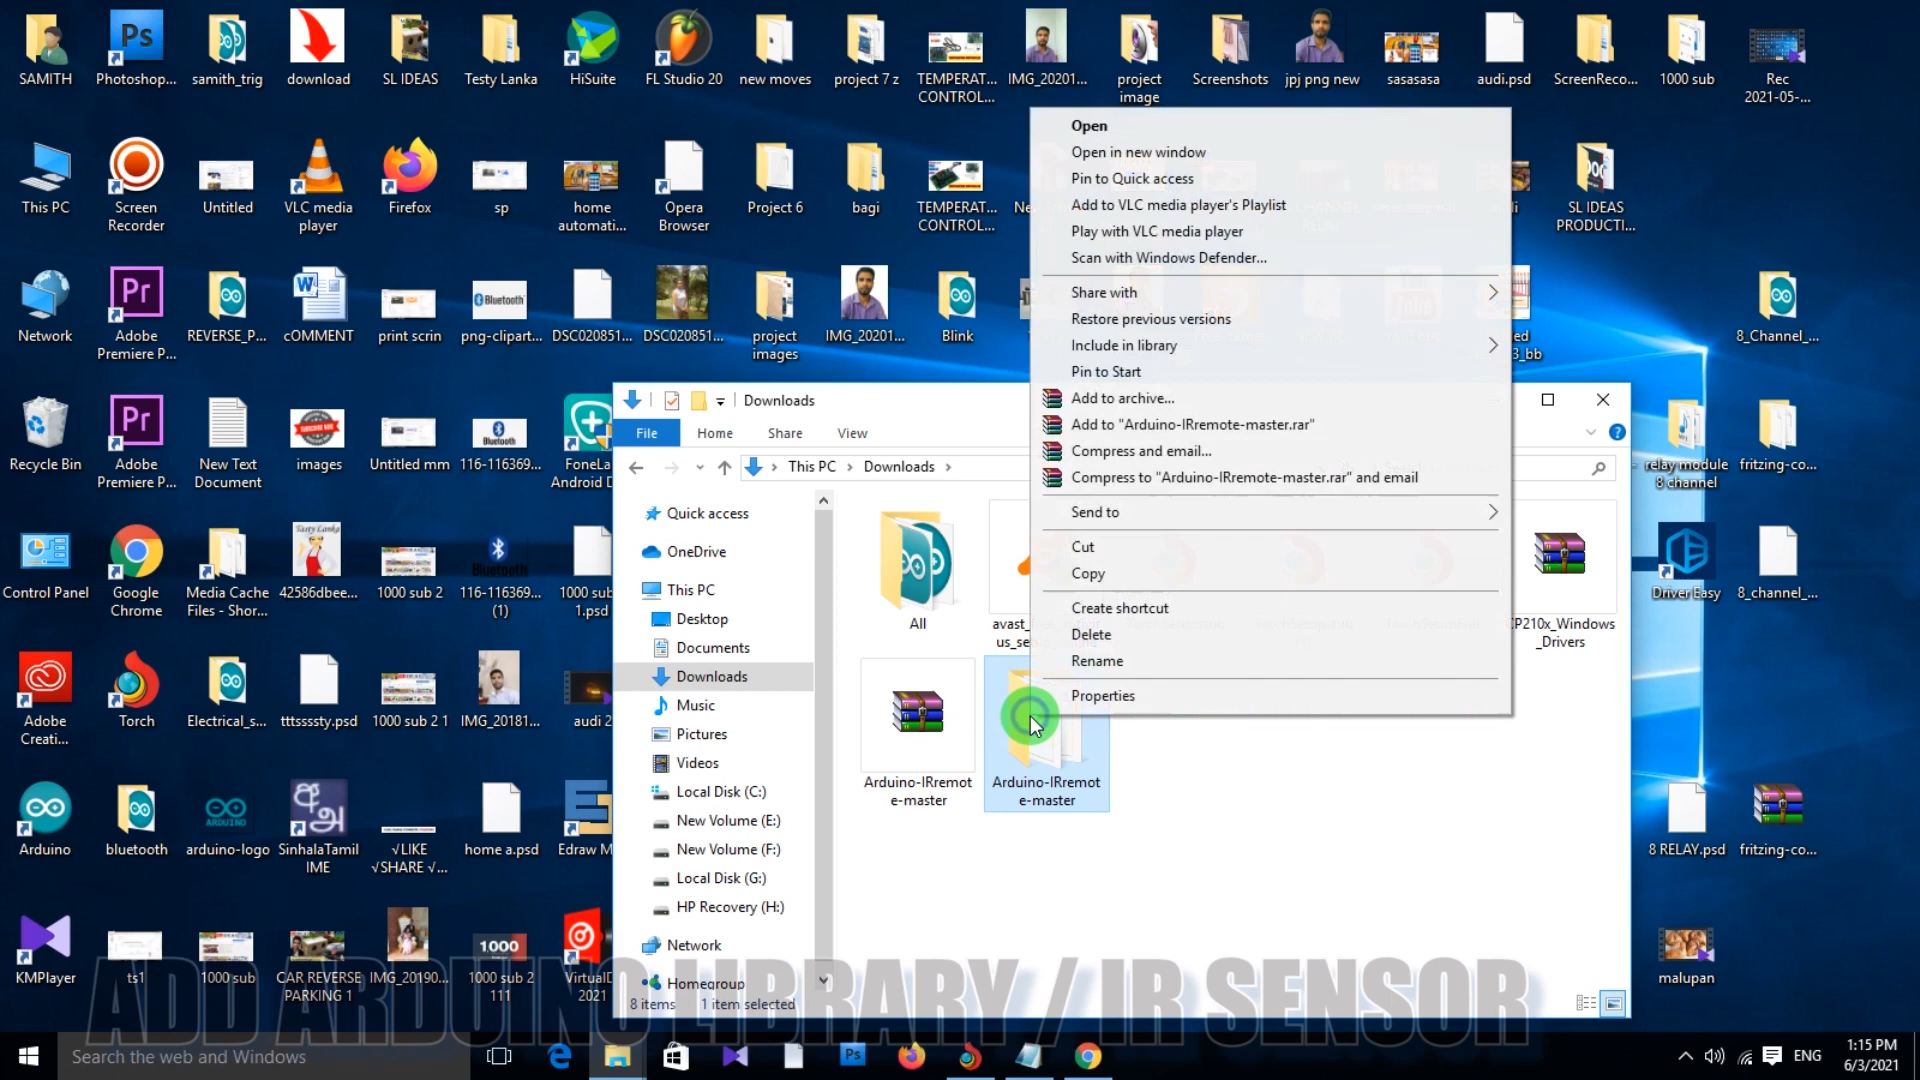 SAMITH
Photoshop...
samith_trig
download
SL IDEAS
Testy Lanka
HiSuite
FL Studio 20
new moves
project 7 z
TEMPERAT...
CONTROL...
IMG_20201...
project
image
Screenshots
jpj png new
sasasasa
audi.psd
ScreenReco...
1000 sub
Rec
2021-05-...
This PC
Screen
Recorder
Untitled
VLC media
player
Firefox
sp
home
automati...
Opera
Browser
Project 6
bagi
TEMPERAT...
CONTROL...
SL IDEAS
PRODUCTI...
Network
Adobe
Premiere P...
REVERSE_P...
cOMMENT
print scrin
png-clipart...
DSC020851...
DSC020851...
project
images
IMG_20201...
Blink
8_Channel_...
Recycle Bin
Adobe
Premiere P...
New Text
Document
images
Untitled mm
116-116369...
FoneLa
Android D
relay module
8 channel
fritzing-co...
Control Panel
Google
Chrome
Media Cache
Files - Shor...
42586dbee...
1000 sub 2
116-116369...
(1)
1000 sub
1.psd
Driver Easy
8_channel_...
Adobe
Creati...
Torch
Electrical_s...
tttssssty.psd
1000 sub 2 1
IMG_20181...
audi 2
Arduino
bluetooth
arduino-logo
SinhalaTamil
IME
√LIKE
√SHARE √...
home a.psd
Edraw M
8 RELAY.psd
fritzing-co...
KMPlayer
ts1
1000 sub
CAR REVERSE
PARKING 1
IMG_20190...
1000 sub 2
111
VirtualD
2021
malupan
Open
Open in new window
Pin to Quick access
Add to VLC media player's Playlist
Play with VLC media player
Scan with Windows Defender...
Share with
Restore previous versions
Include in library
Pin to Start
Add to archive...
Add to "Arduino-IRremote-master.rar"
Compress and email...
Compress to "Arduino-IRremote-master.rar" and email
Send to
Cut
Copy
Create shortcut
Delete
Rename
Properties
Downloads
File
Home
Share
View
This PC
Downloads
Quick access
OneDrive
This PC
Desktop
Documents
Downloads
Music
Pictures
Videos
Local Disk (C:)
New Volume (E:)
New Volume (F:)
Local Disk (G:)
HP Recovery (H:)
Network
Homegroup
8 items
1 item selected
All
CP210x_Windows
_Drivers
Arduino-IRremot
e-master
Arduino-IRremot
e-master
ADD ARDUINO LIBRARY / IR SENSOR
Search the web and Windows
ENG
1:15 PM
6/3/2021